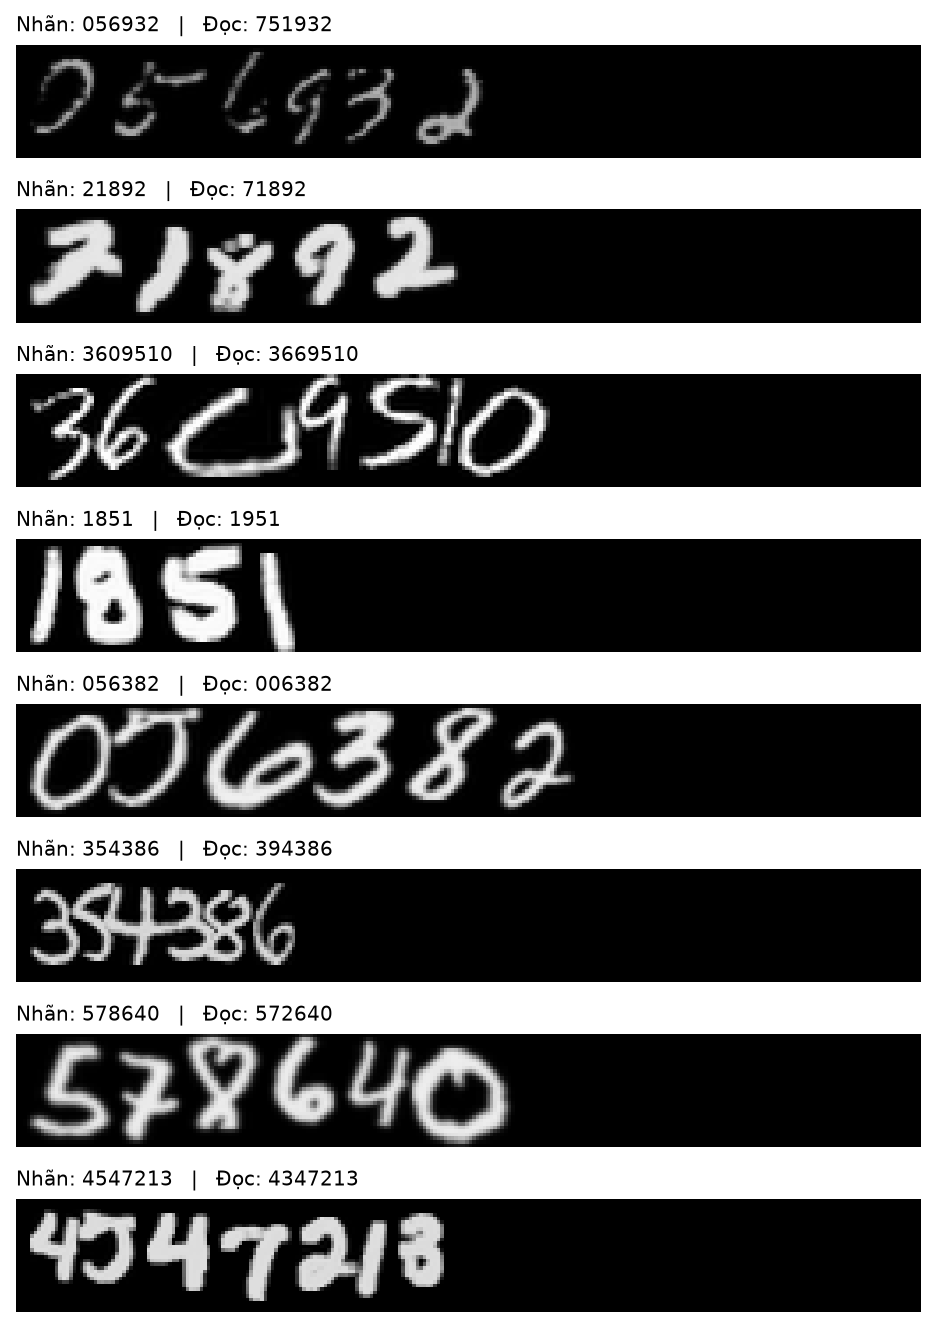 Nhãn: 056932 | Đọc: 751932
056932
Nhãn: 21892 | Đọc: 71892
21892
Nhãn: 3609510 | Đọc: 3669510
3609510
Nhãn: 1851 | Đọc: 1951
1851
Nhãn: 056382 | Đọc: 006382
056382
Nhãn: 354386 | Đọc: 394386
354386
Nhãn: 578640 | Đọc: 572640
578640
Nhãn: 4547213 | Đọc: 4347213
4547213